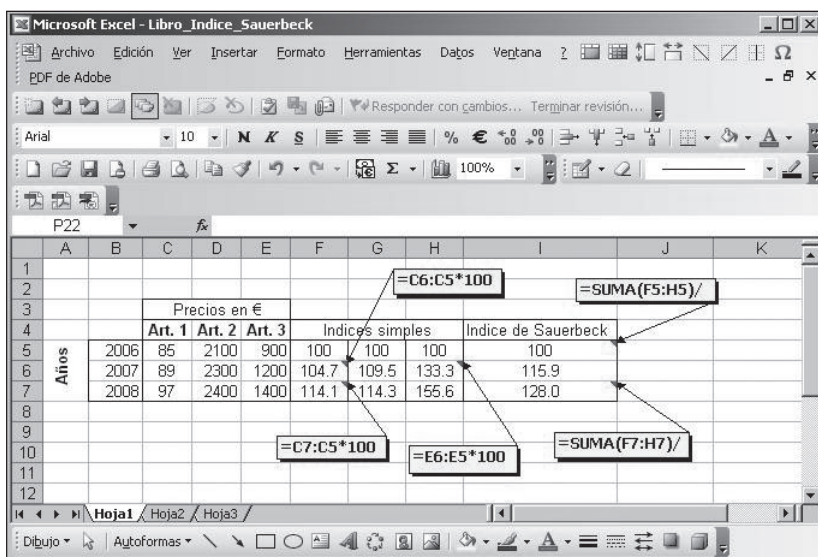 Microsoft Excel - Libro_Indice_Sauerbeck
Archivo Edición Ver Insertar Formato Herramientas Datos Ventana ?
PDF de Adobe
Responder con cambios... Terminar revisión...
Arial 10 N K S % €
100%
P22 fx
A B C D E F G H I J K
1
=C6:C5*100
2 =SUMA(F5:H5)/
3 Precios en €
4 Art. 1 Art. 2 Art. 3 Indices simples Indice de Sauerbeck
Años
5 2006 85 2100 900 100 100 100 100
6 2007 89 2300 1200 104.7 109.5 133.3 115.9
7 2008 97 2400 1400 114.1 114.3 155.6 128.0
8
9
=C7:C5*100 =E6:E5*100 =SUMA(F7:H7)/
10
11
12
Hoja1 Hoja2 Hoja3
Dibujo Autoformas